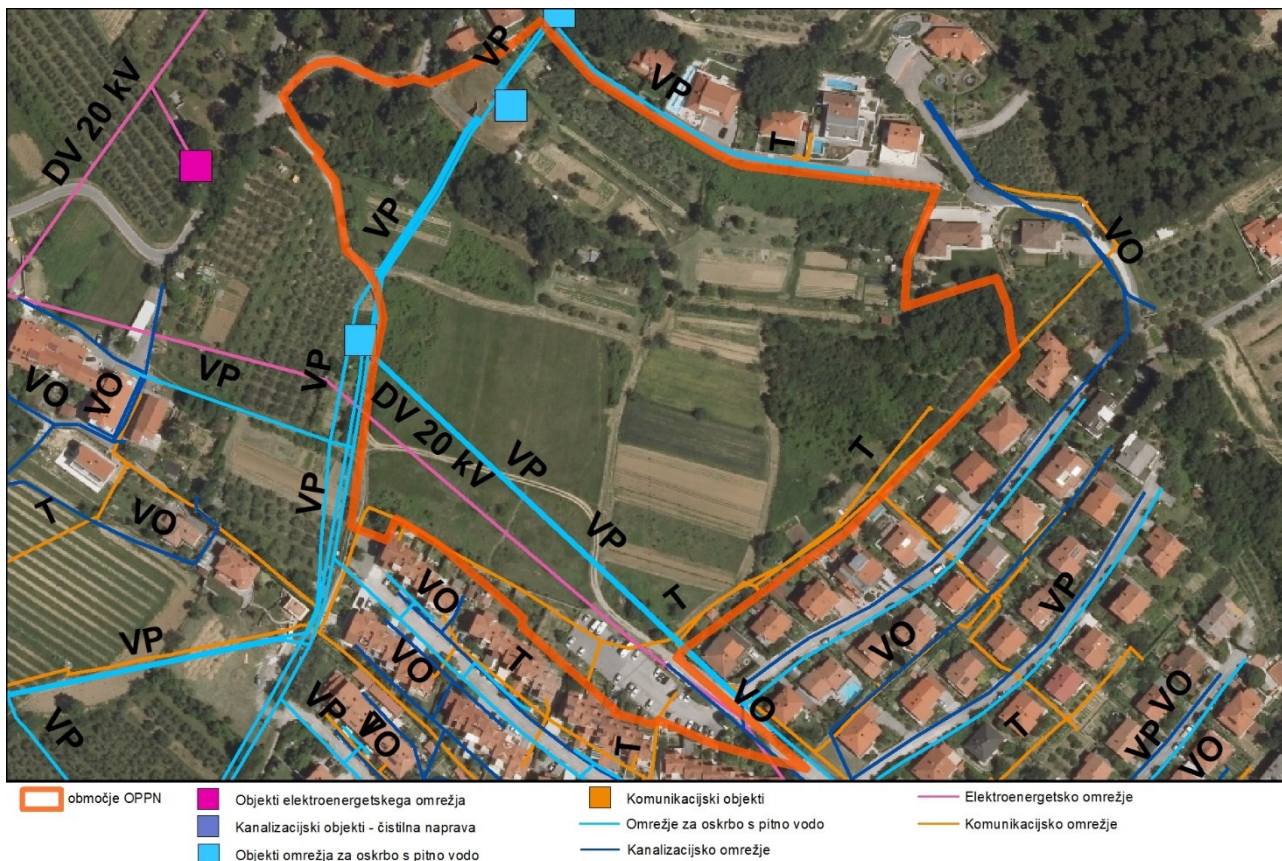 VP
VP
DV 20 kV
T
VP
VO
VP
VP
VO
VO
DV 20 kV
VP
T
VP
VO
T
VP
T
VO
VP
VO
VP
VO
T
VO
VP
VP
VO
T
T
VO
VP
VO
območje OPPN
Objekti elektroenergetskega omrežja
Kanalizacijski objekti - čistilna naprava
Objekti omrežja za oskrbo s pitno vodo
Komunikacijski objekti
Omrežje za oskrbo s pitno vodo
Kanalizacijsko omrežje
Elektroenergetsko omrežje
Komunikacijsko omrežje